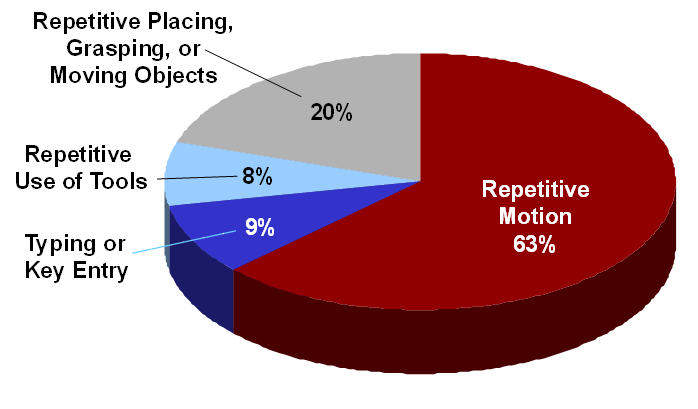 Repetitive Placing,
Grasping, or
Moving Objects
20%
Repetitive
Use of Tools
8%
Typing or
Key Entry
9%
Repetitive
Motion
63%